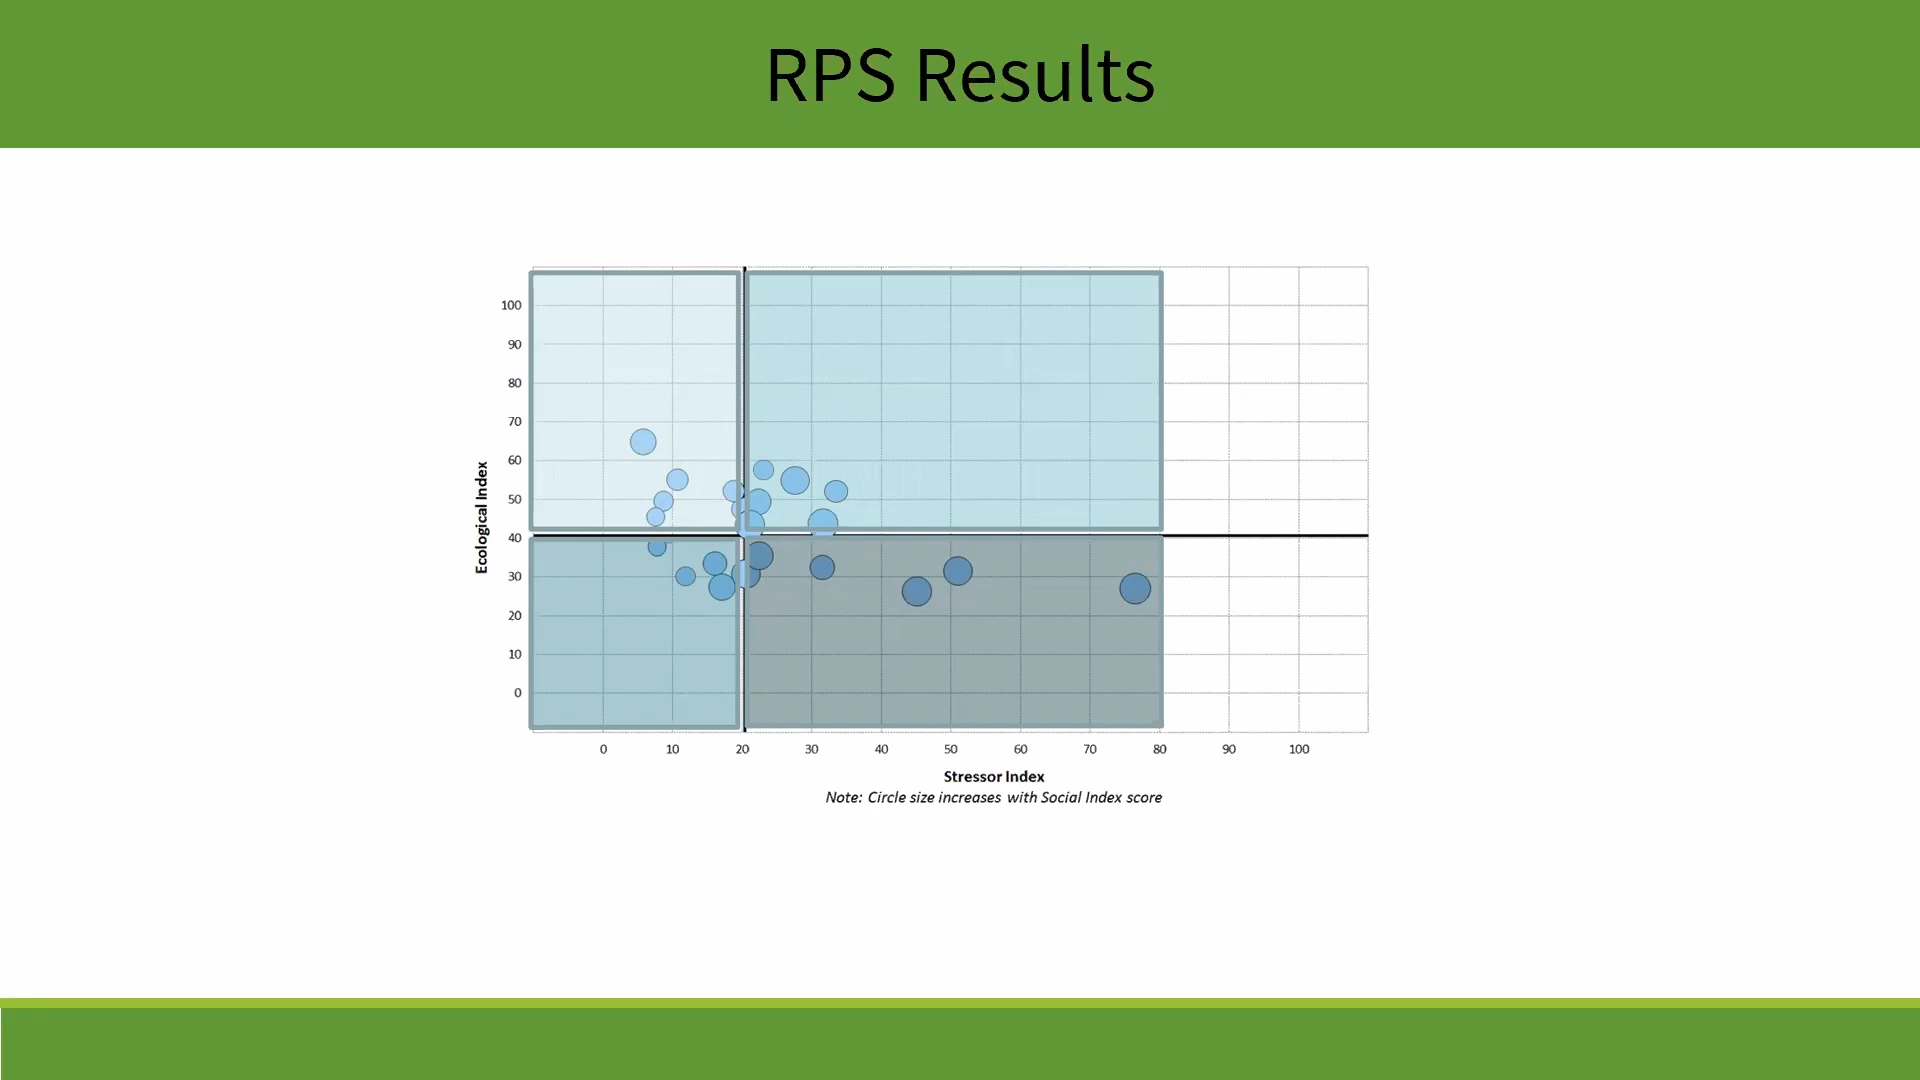 RPS Results
100
90
80
70
60
50
40
30
20
10
0
Ecological Index
0 10 20 30 40 50 60 70 80 90 100
Stressor Index
Note: Circle size increases with Social Index score